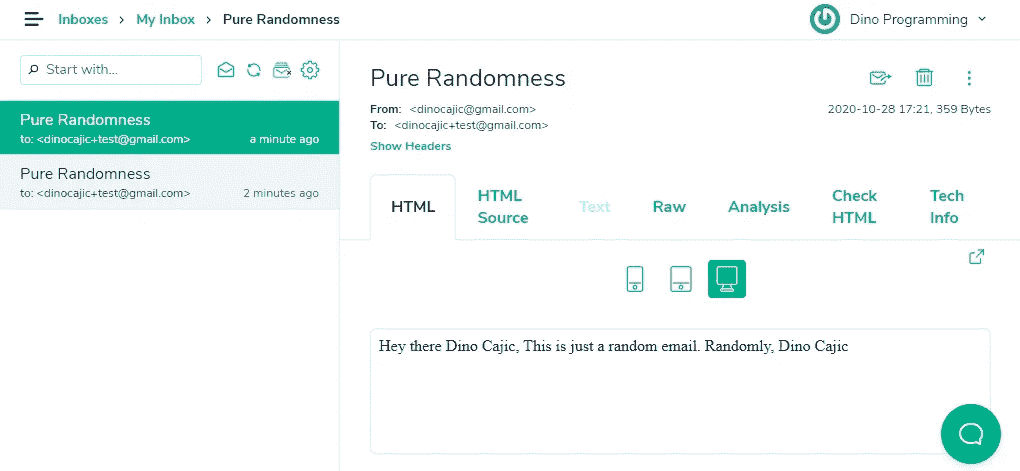 Inboxes > My Inbox > Pure Randomness
Dino Programming
Start with...
Pure Randomness
to: <dinocajic+test@gmail.com> a minute ago
Pure Randomness
to: <dinocajic+test@gmail.com> 2 minutes ago
Pure Randomness
From: <dinocajic@gmail.com>
2020-10-28 17:21, 359 Bytes
To: <dinocajic+test@gmail.com>
Show Headers
HTML
HTML
Source
Text
Raw
Analysis
Check
HTML
Tech
Info
Hey there Dino Cajic, This is just a random email. Randomly, Dino Cajic